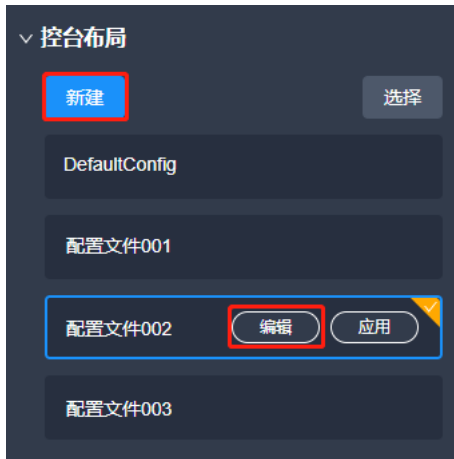 控台布局
新建 选择
DefaultConfig
配置文件001
配置文件002 编辑 应用
配置文件003